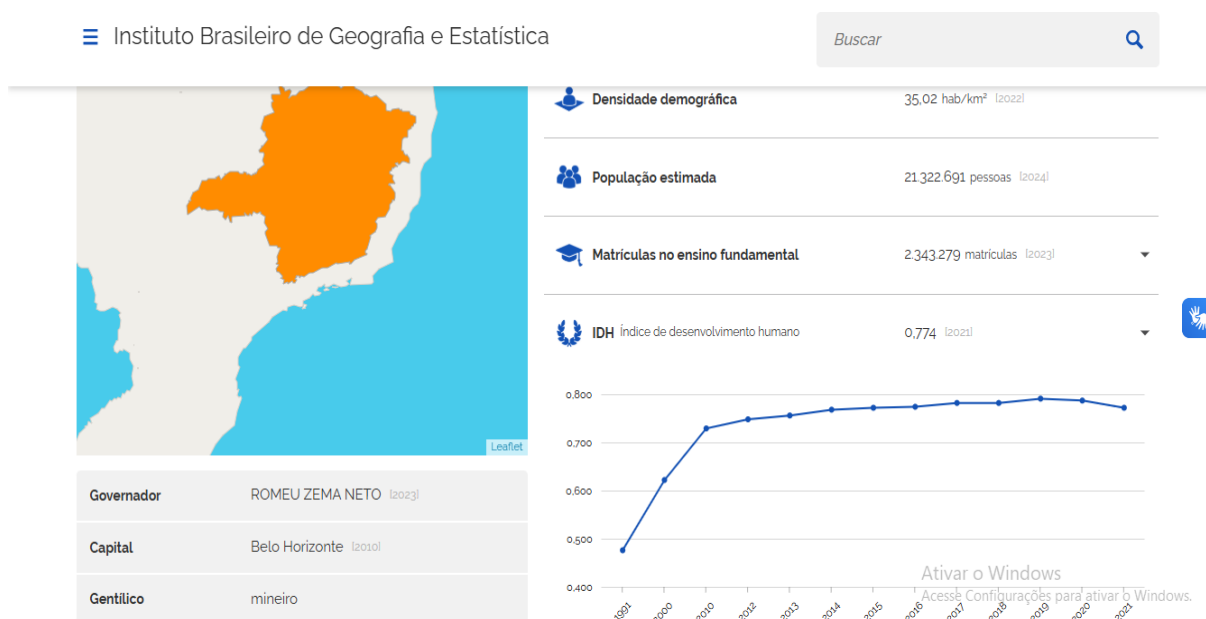 Instituto Brasileiro de Geografia e Estatística
Buscar
Densidade demográfica 35,02 hab/km² [2022]
População estimada 21.322.691 pessoas [2024]
Matrículas no ensino fundamental 2.343.279 matrículas [2023]
IDH Índice de desenvolvimento humano 0,774 [2021]
0,800
0,700
0,600
0,500
0,400
1991 2000 2010 2012 2013 2014 2015 2016 2017 2018 2019 2020 2021
Leaflet
Governador ROMEU ZEMA NETO [2023]
Capital Belo Horizonte [2010]
Gentílico mineiro
Ativar o Windows
Acesse Configurações para ativar o Windows.